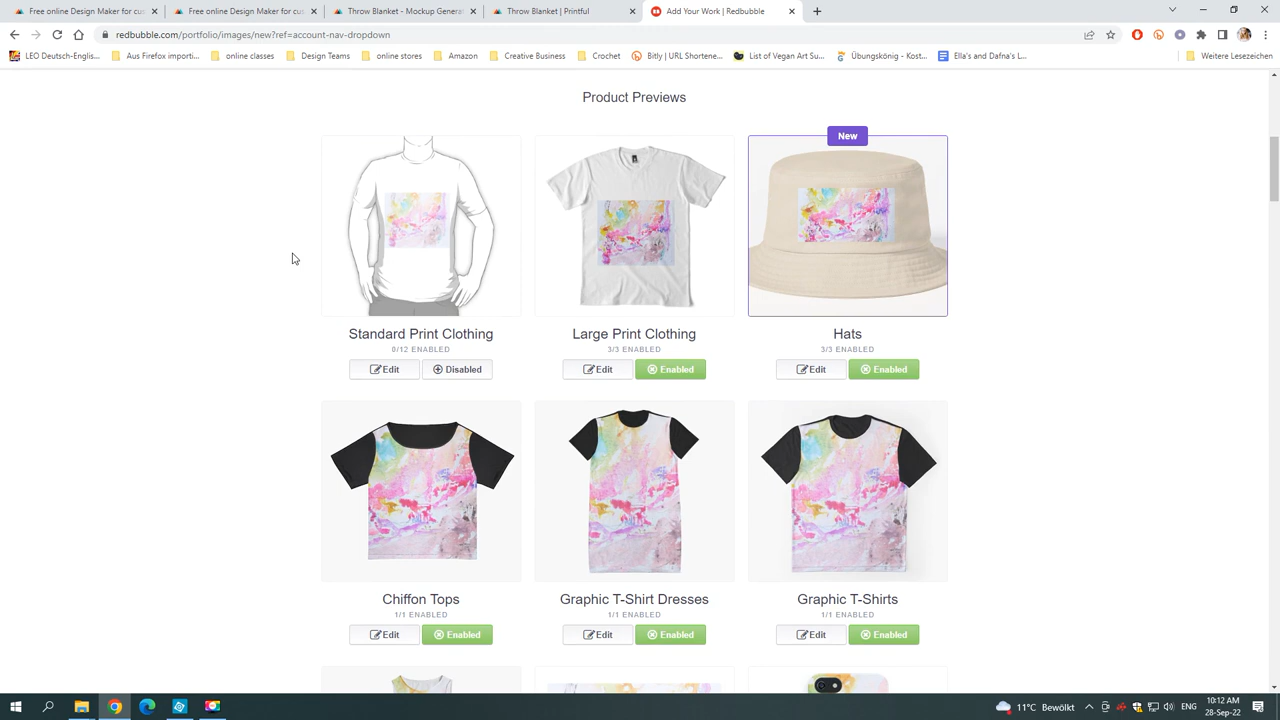 Free online Design Maker for cus
Free online Design Maker for cus
Throw Blanket - Mockup Generat
Throw Blanket | Printful
Add Your Work | Redbubble
redbubble.com/portfolio/images/new?ref=account-nav-dropdown
LEO Deutsch-Englis...
Aus Firefox importi...
online classes
Design Teams
online stores
Amazon
Creative Business
Crochet
Bitly | URL Shortene...
List of Vegan Art Su...
Übungskönig - Kost...
Ella's and Dafna's L...
Weitere Lesezeichen
Product Previews
New
Standard Print Clothing
Large Print Clothing
Hats
0/12 ENABLED
3/3 ENABLED
3/3 ENABLED
Edit
Disabled
Edit
Enabled
Edit
Enabled
Chiffon Tops
Graphic T-Shirt Dresses
Graphic T-Shirts
1/1 ENABLED
1/1 ENABLED
1/1 ENABLED
Edit
Enabled
Edit
Enabled
Edit
Enabled
11°C Bewölkt
ENG
10:12 AM
28-Sep-22